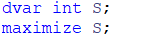 dvar int S;
maximize S;